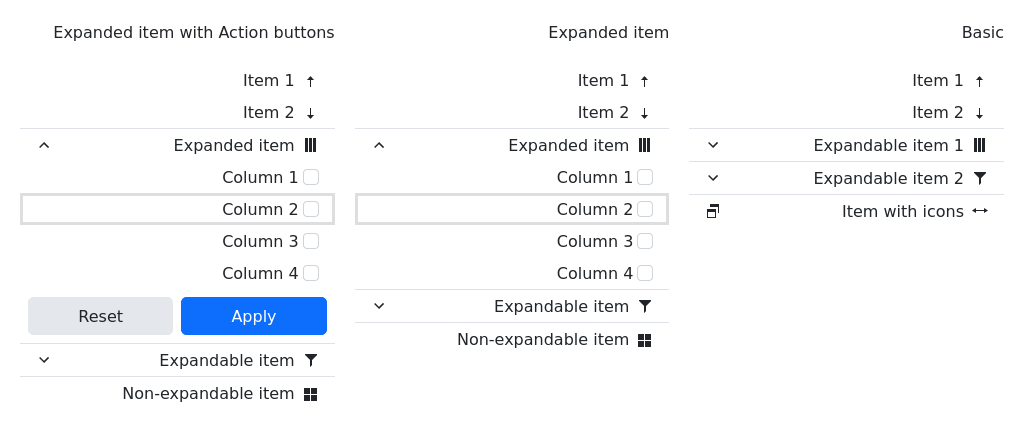 Expanded item with Action buttons
Item 1
Item 2
Expanded item
Column 1
Column 2
Column 3
Column 4
Reset
Apply
Expandable item
Non-expandable item
Expanded item
Item 1
Item 2
Expanded item
Column 1
Column 2
Column 3
Column 4
Expandable item
Non-expandable item
Basic
Item 1
Item 2
Expandable item 1
Expandable item 2
Item with icons